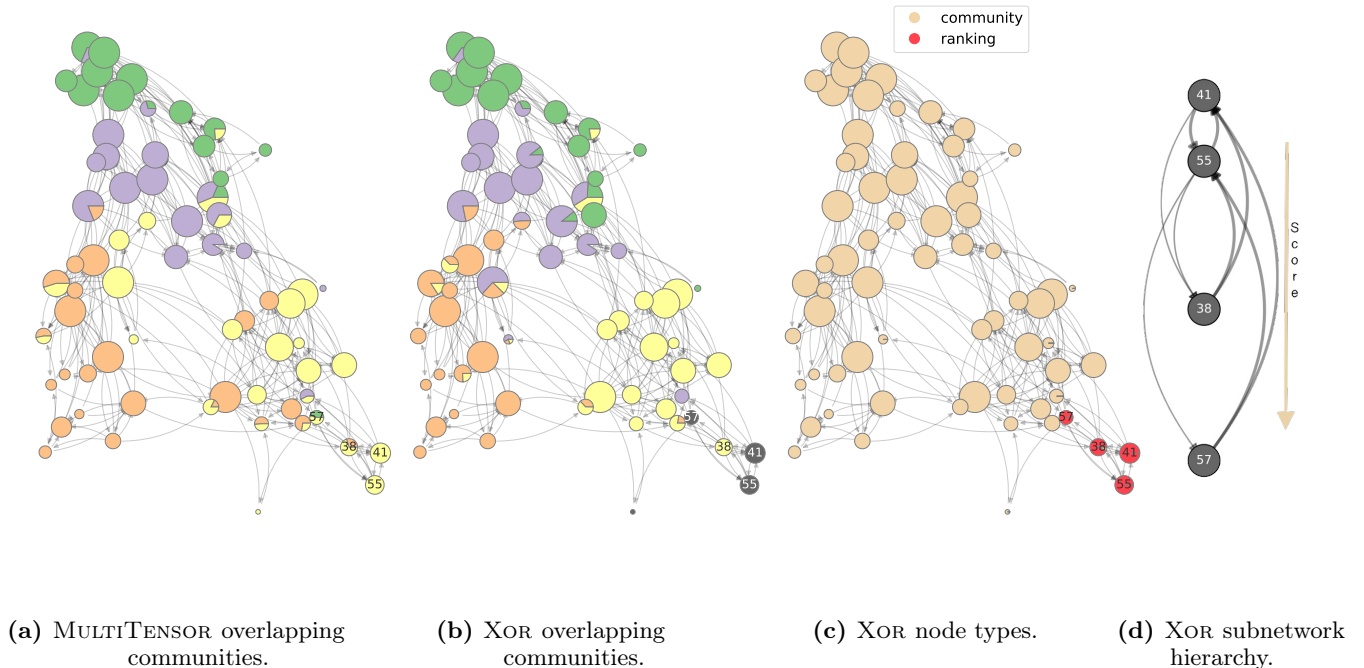 community
ranking
57
38
41
55
57
38
41
55
57
38
41
55
41
55
38
57
S
c
o
r
e
(a) MULTITENSOR overlapping
communities.
(b) XOR overlapping
communities.
(c) XOR node types.
(d) XOR subnetwork
hierarchy.